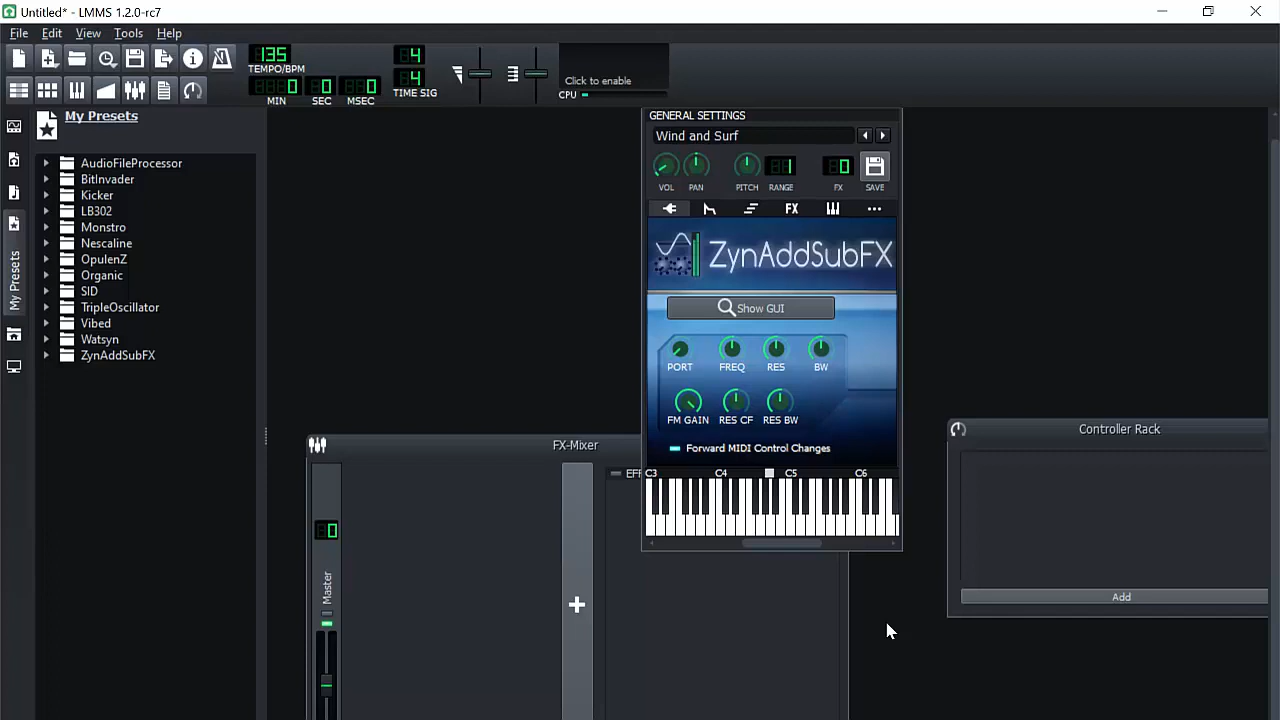 Untitled* - LMMS 1.2.0-rc7
File Edit View Tools Help
135
TEMPO/BPM
0 0 0
MIN SEC MSEC
4
4
TIME SIG
Click to enable
CPU
My Presets
My Presets
AudioFileProcessor
BitInvader
Kicker
LB302
Monstro
Nescaline
OpulenZ
Organic
SID
TripleOscillator
Vibed
Watsyn
ZynAddSubFX
GENERAL SETTINGS
Wind and Surf
1 0
VOL PAN PITCH RANGE FX SAVE
FX
ZynAddSubFX
Show GUI
PORT FREQ RES BW
FM GAIN RES CF RES BW
Forward MIDI Control Changes
C3 C4 C5 C6
FX-Mixer
EFF
0
Master
Controller Rack
Add